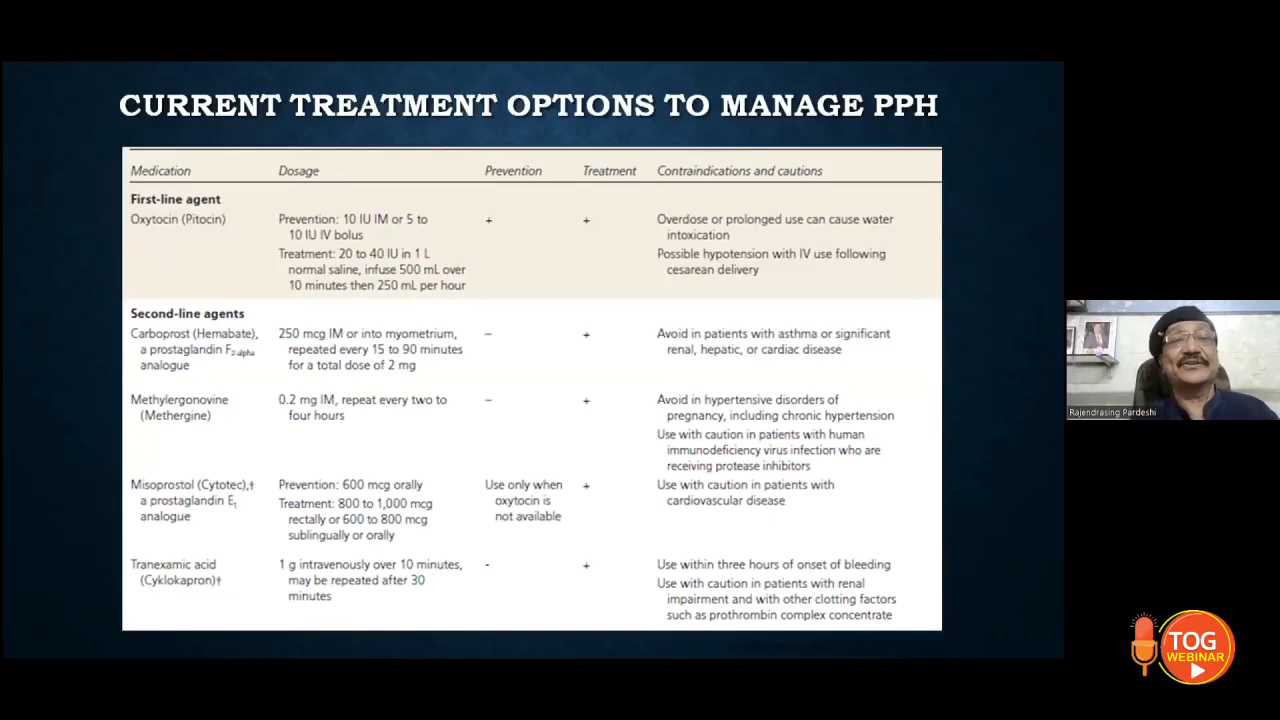 CURRENT TREATMENT OPTIONS TO MANAGE PPH
Medication Dosage Prevention Treatment Contraindications and cautions
First-line agent
Oxytocin (Pitocin) Prevention: 10 IU IM or 5 to + + Overdose or prolonged use can cause water
10 IU IV bolus intoxication
Treatment: 20 to 40 IU in 1 L Possible hypotension with IV use following
normal saline, infuse 500 mL over cesarean delivery
10 minutes then 250 mL per hour
Second-line agents
Carboprost (Hemabate), 250 mcg IM or into myometrium, – + Avoid in patients with asthma or significant
a prostaglandin F2-alpha repeated every 15 to 90 minutes renal, hepatic, or cardiac disease
analogue for a total dose of 2 mg
Methylergonovine 0.2 mg IM, repeat every two to – + Avoid in hypertensive disorders of
(Methergine) four hours pregnancy, including chronic hypertension
Use with caution in patients with human
immunodeficiency virus infection who are
receiving protease inhibitors
Misoprostol (Cytotec),† Prevention: 600 mcg orally Use only when + Use with caution in patients with
a prostaglandin E1 Treatment: 800 to 1,000 mcg oxytocin is cardiovascular disease
analogue rectally or 600 to 800 mcg not available
sublingually or orally
Tranexamic acid 1 g intravenously over 10 minutes, - + Use within three hours of onset of bleeding
(Cyklokapron)† may be repeated after 30 Use with caution in patients with renal
minutes impairment and with other clotting factors
such as prothrombin complex concentrate
Rajendrasing Pardeshi
TOG
WEBINAR